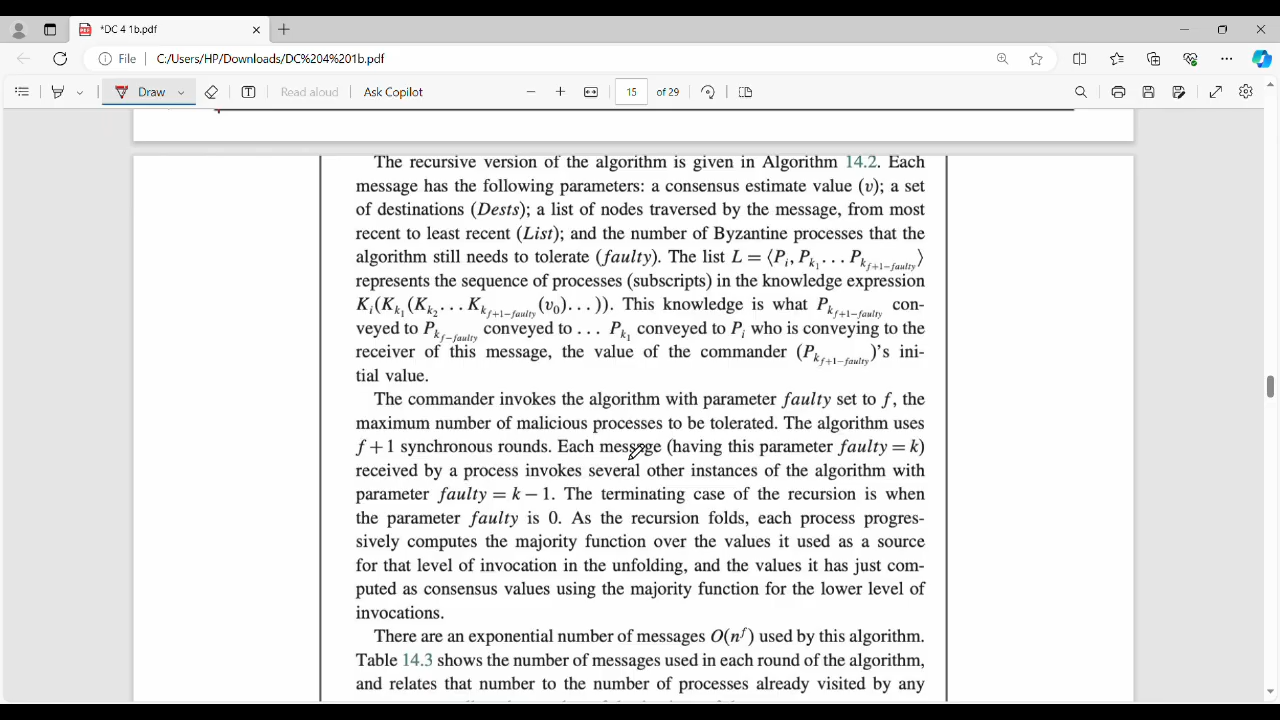 *DC 4 1b.pdf
File C:/Users/HP/Downloads/DC%204%201b.pdf
Draw Read aloud Ask Copilot 15 of 29
The recursive version of the algorithm is given in Algorithm 14.2. Each
message has the following parameters: a consensus estimate value (v); a set
of destinations (Dests); a list of nodes traversed by the message, from most
recent to least recent (List); and the number of Byzantine processes that the
algorithm still needs to tolerate (faulty). The list L = ⟨P_i, P_{k_1} . . . P_{k_{f+1−faulty}}⟩
represents the sequence of processes (subscripts) in the knowledge expression
K_i(K_{k_1}(K_{k_2} . . . K_{k_{f+1−faulty}}(v_0) . . . )). This knowledge is what P_{k_{f+1−faulty}} con-
veyed to P_{k_{f−faulty}} conveyed to . . . P_{k_1} conveyed to P_i who is conveying to the
receiver of this message, the value of the commander (P_{k_{f+1−faulty}})'s ini-
tial value.
The commander invokes the algorithm with parameter faulty set to f, the
maximum number of malicious processes to be tolerated. The algorithm uses
f + 1 synchronous rounds. Each message (having this parameter faulty = k)
received by a process invokes several other instances of the algorithm with
parameter faulty = k − 1. The terminating case of the recursion is when
the parameter faulty is 0. As the recursion folds, each process progres-
sively computes the majority function over the values it used as a source
for that level of invocation in the unfolding, and the values it has just com-
puted as consensus values using the majority function for the lower level of
invocations.
There are an exponential number of messages O(n^f) used by this algorithm.
Table 14.3 shows the number of messages used in each round of the algorithm,
and relates that number to the number of processes already visited by any